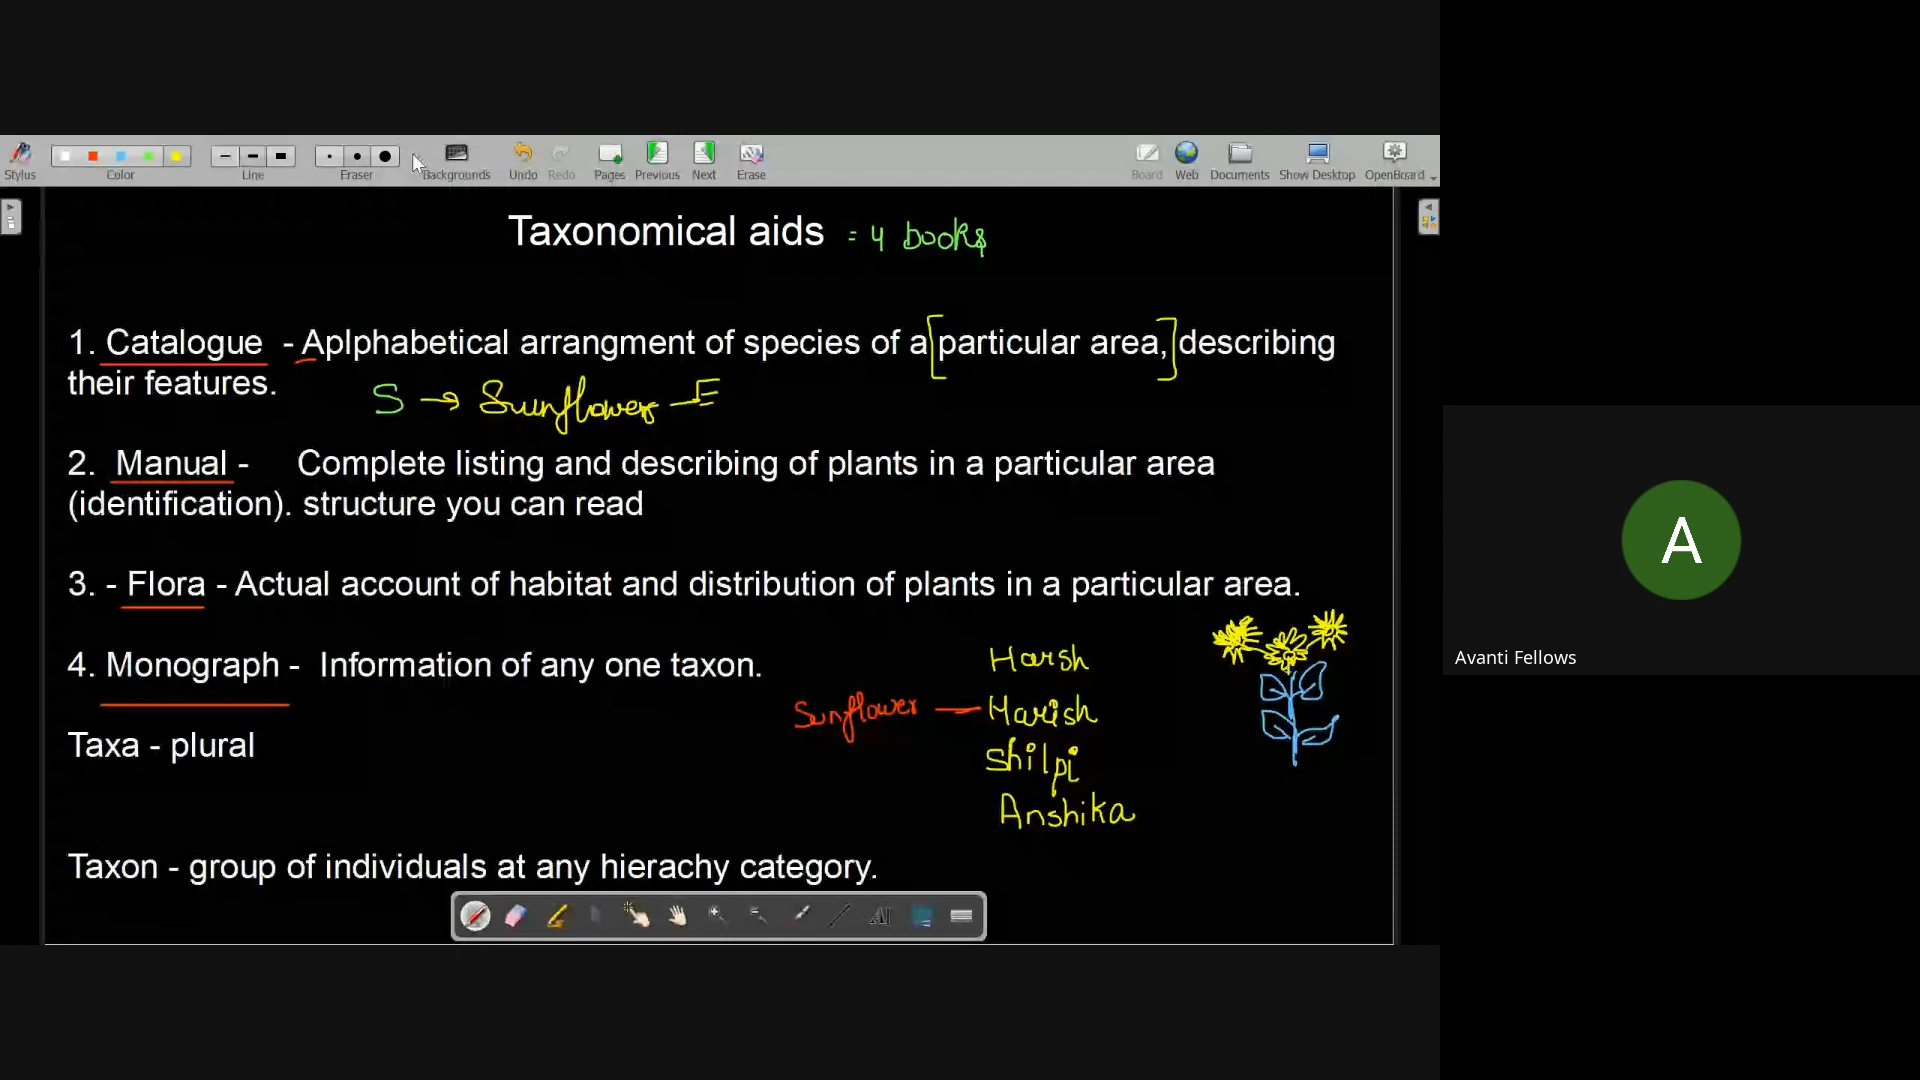 Stylus Color Line Eraser Backgrounds Undo Redo Pages Previous Next Erase Board Web Documents Show Desktop OpenBoard
Taxonomical aids = 4 books
1. Catalogue - Aplphabetical arrangment of species of a [particular area,] describing
their features.
S → Sunflower - E
2. Manual - Complete listing and describing of plants in a particular area
(identification). structure you can read
3. - Flora - Actual account of habitat and distribution of plants in a particular area.
4. Monograph - Information of any one taxon.
Harsh
Sunflower — Harish
Shilpi
Anshika
Taxa - plural
Taxon - group of individuals at any hierachy category.
A
Avanti Fellows